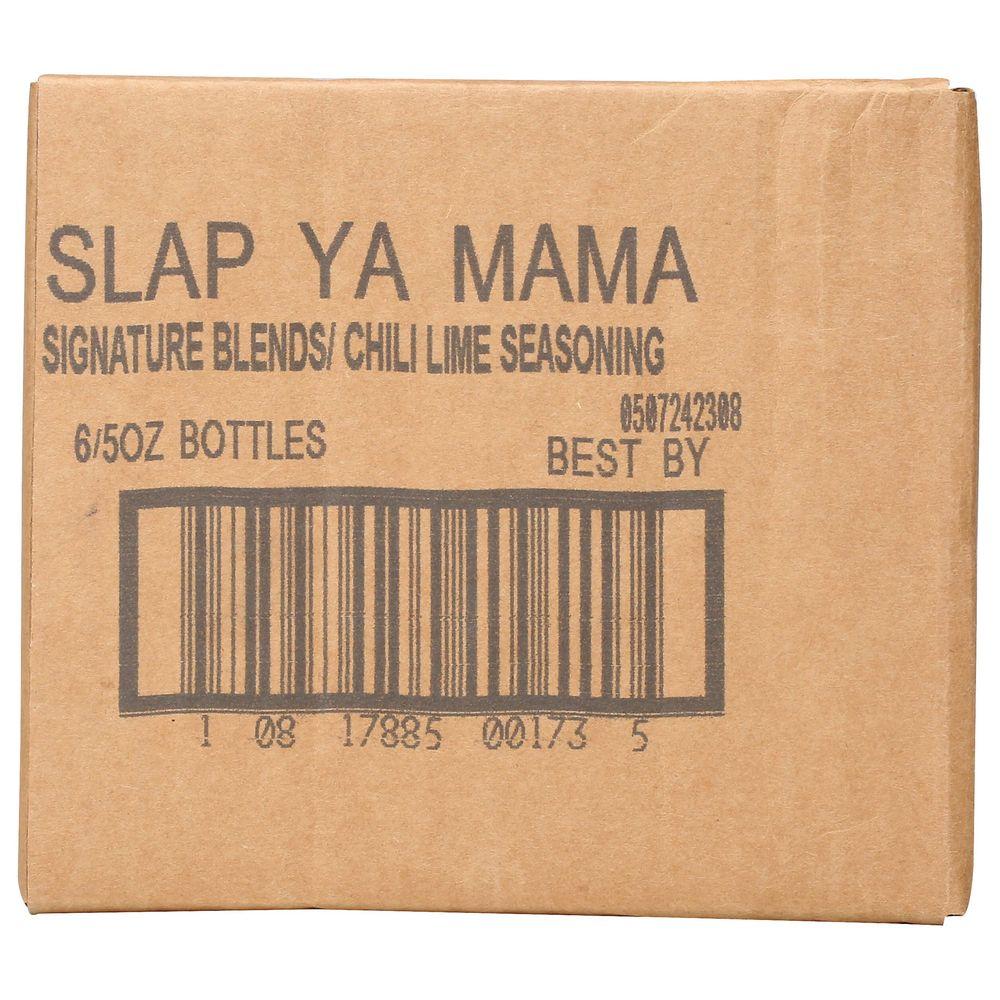 SLAP YA MAMA
SIGNATURE BLENDS/ CHILI LIME SEASONING
0507242308
6/5OZ BOTTLES
BEST BY
1 08 17885 00173 5